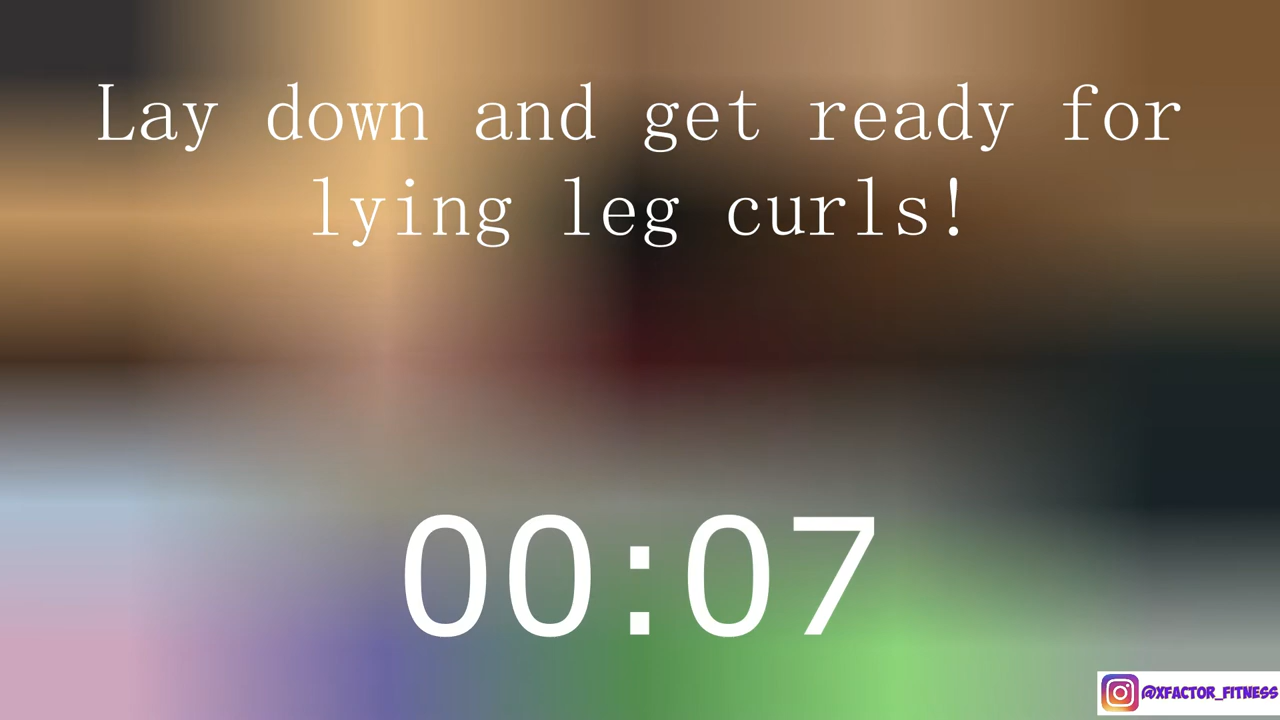 Lay down and get ready for
lying leg curls!
00:07
@XFACTOR_FITNESS